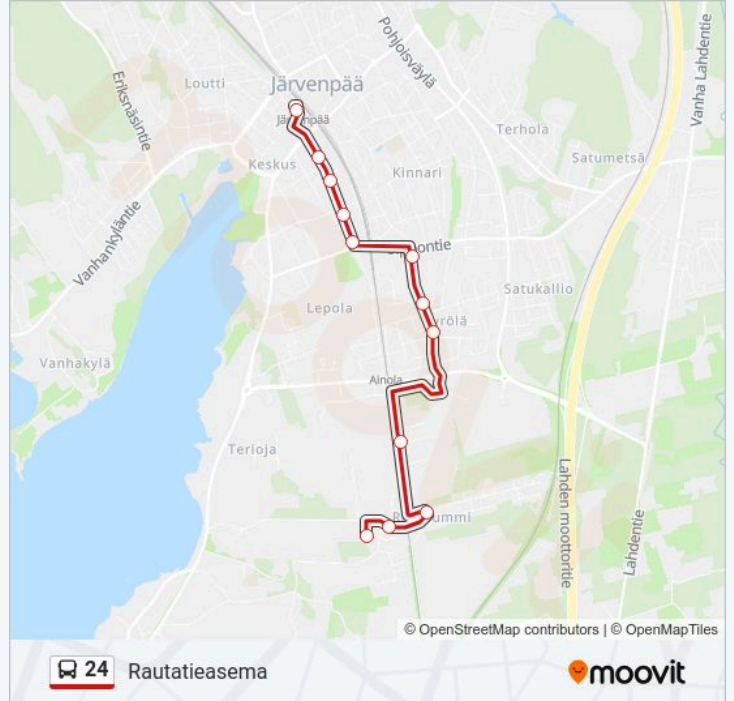 Pohjoisväylä
Vanha Lahdentie
Eriksnäsintie
Loutti
Järvenpää
Terhola
Satumetsä
Keskus
Kinnari
Vanhankyläntie
Satukallio
Lepola
Vanhakylä
Ainola
Terioja
Lahden moottoritie
Lahdentie
© OpenStreetMap contributors | © OpenMapTiles
24 Rautatieasema
moovit